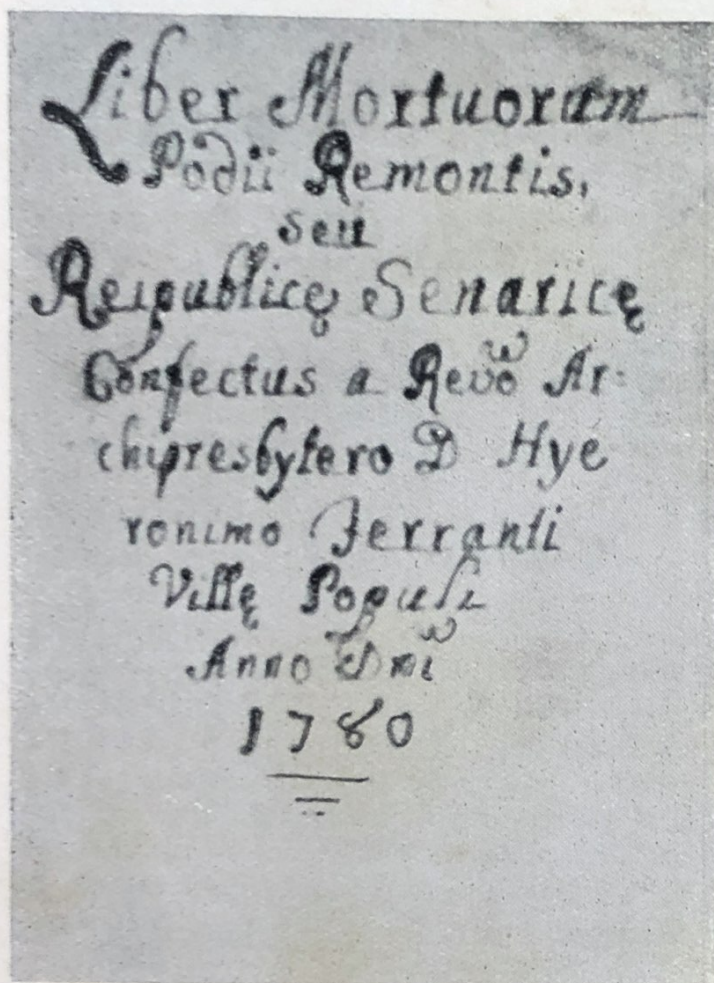 Liber Mortuorum
Podii Remontis,
seu
Reipublicę Senaricę
Confectus a Revdo Ar-
chipresbytero D Hye
ronimo Ferranti
Villę Populi
Anno Dni
1780